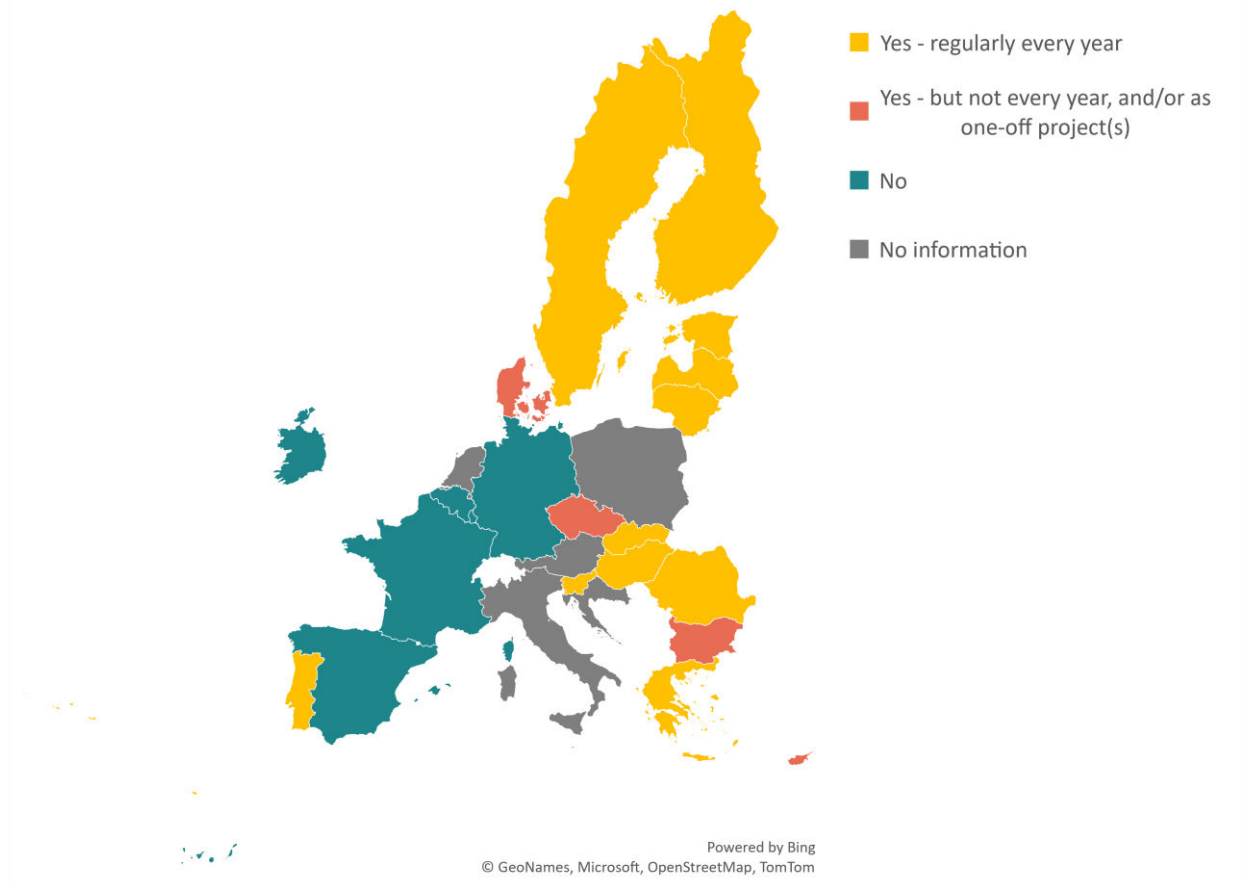 Yes - regularly every year
Yes - but not every year, and/or as
one-off project(s)
No
No information
Powered by Bing
© GeoNames, Microsoft, OpenStreetMap, TomTom